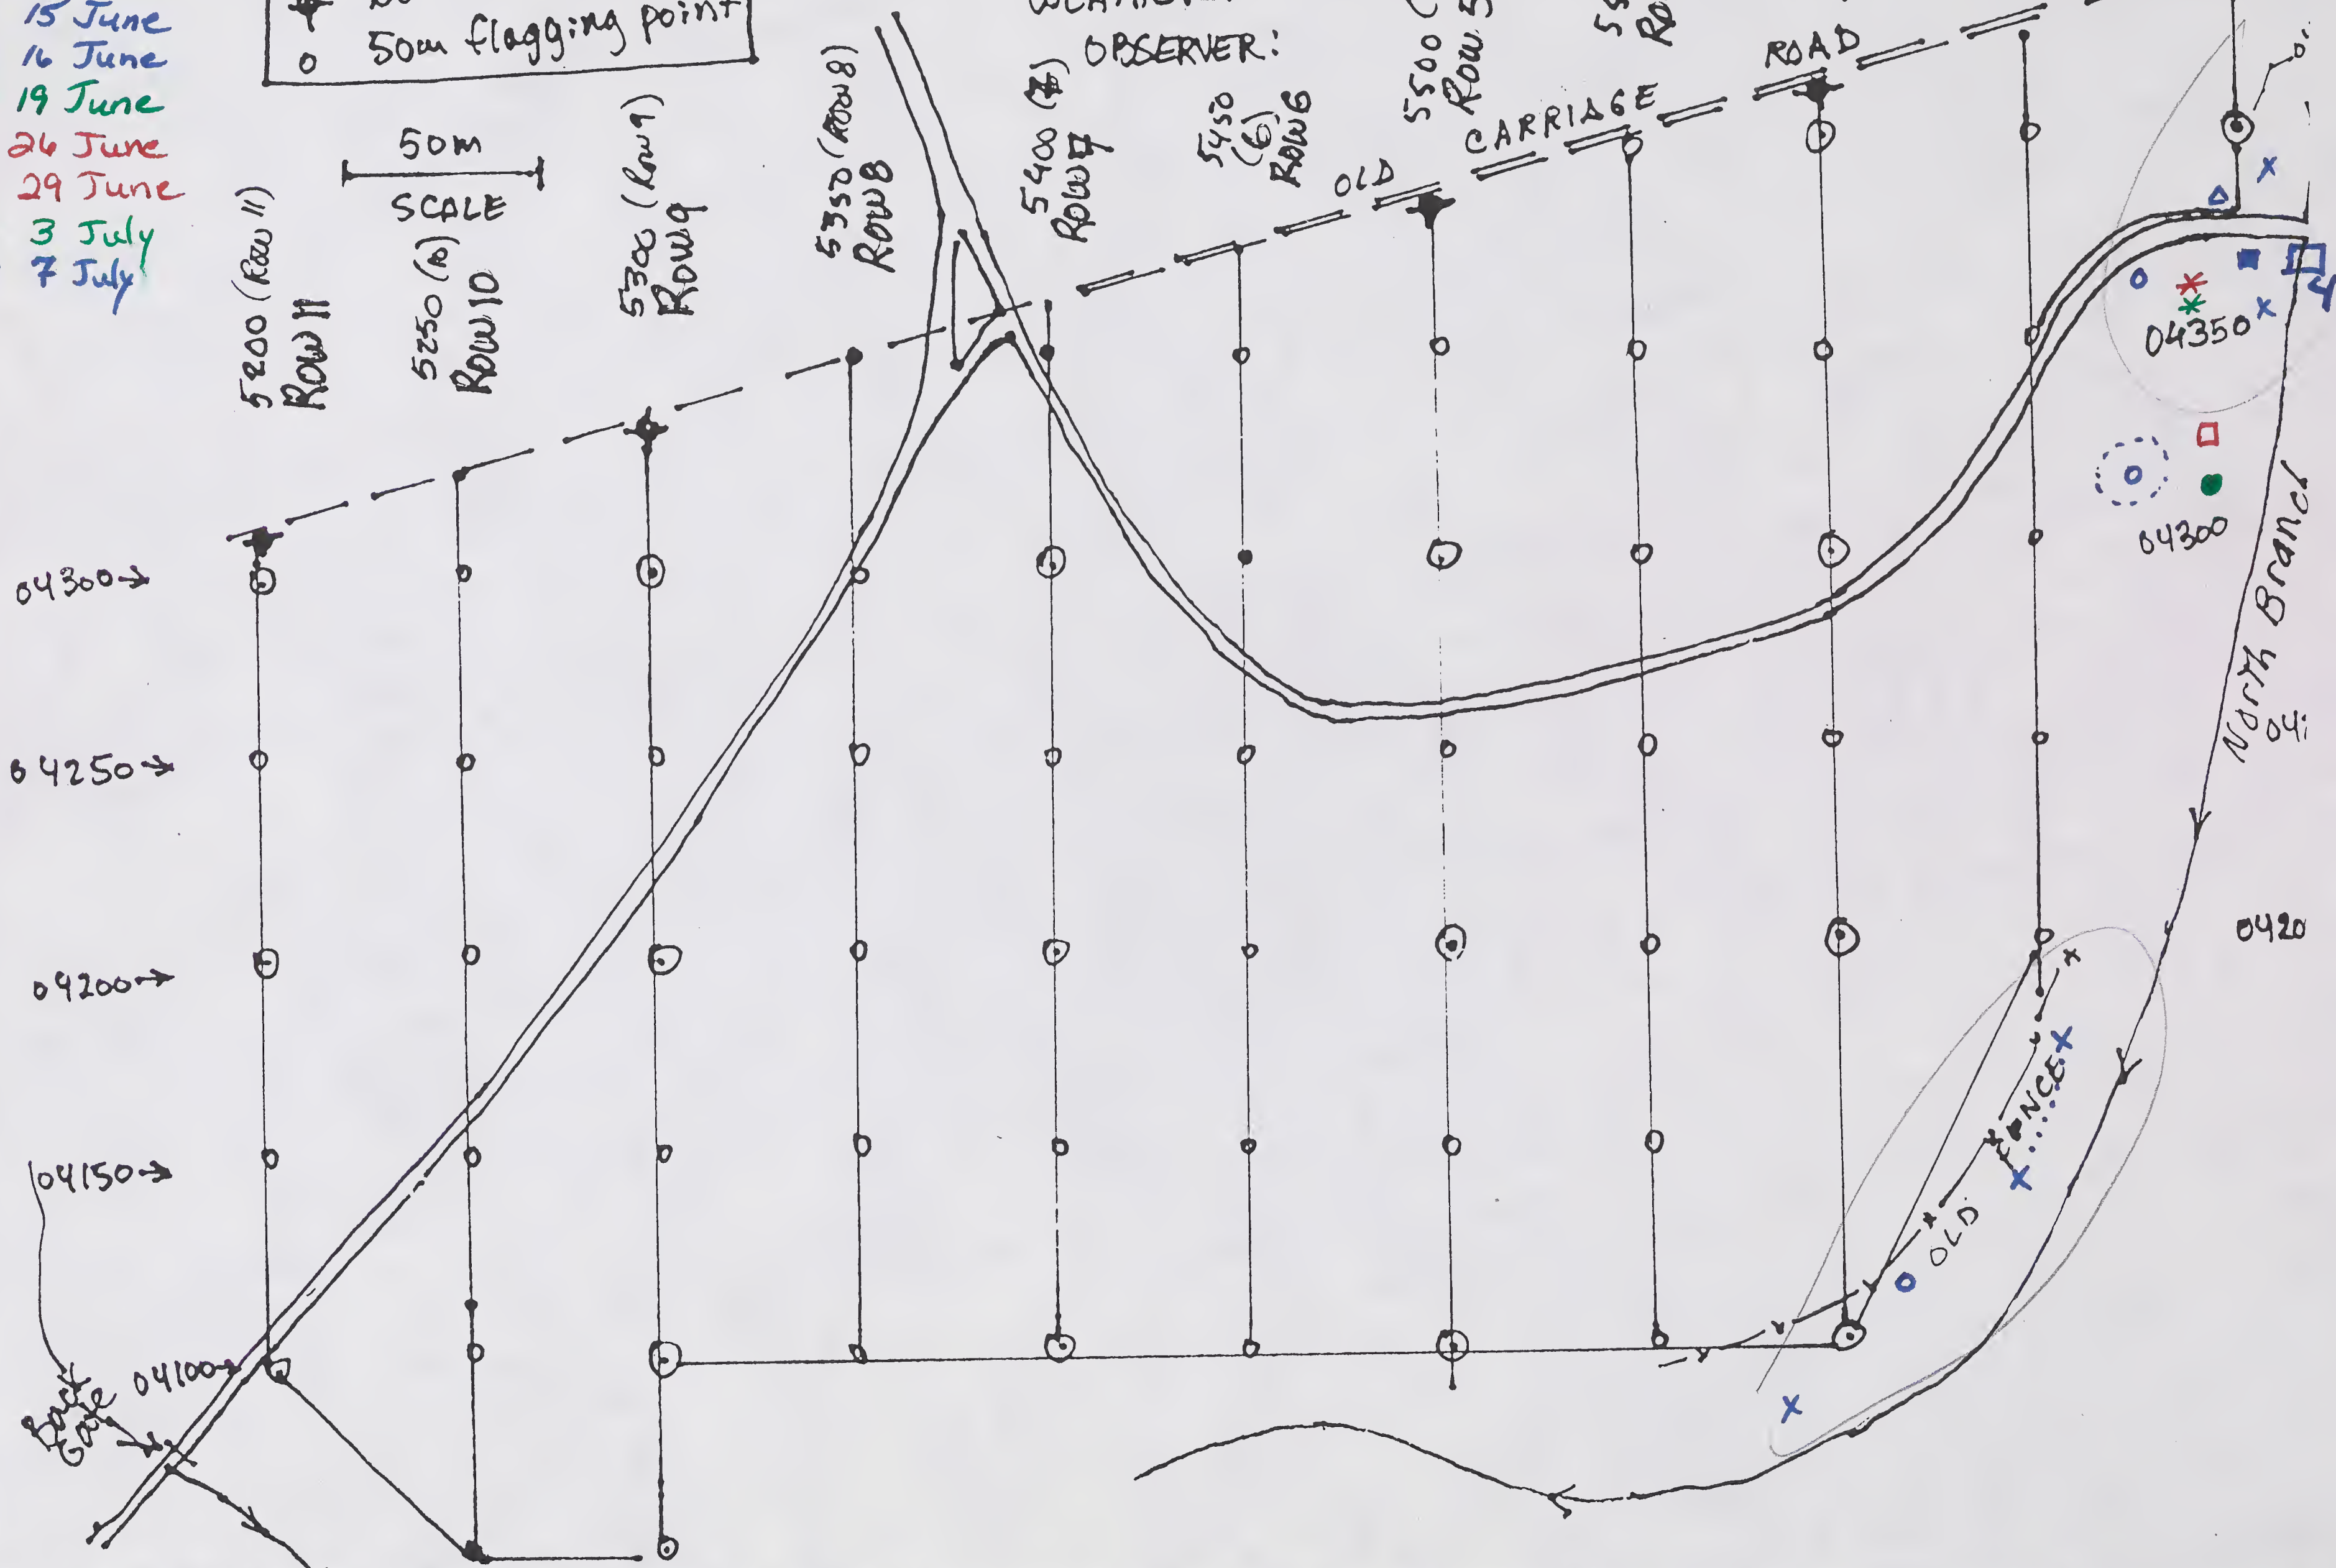 15 June
16 June
19 June
26 June
29 June
3 July
7 July
50m flagging point
OBSERVER:
50m
SCALE
5200 (Row 11)
ROW 11
5250 (10)
ROW 10
5300 (Row 9)
ROW 9
5350 (ROW 8)
ROW 8
5400 (7)
ROW 7
5450
(6)
ROW 6
5500
ROW 5
OLD CARRIAGE ROAD
04350
04300
North Branch
0420
04300
04250
04200
04150
04100
Back
Gate
OLD FENCE
4